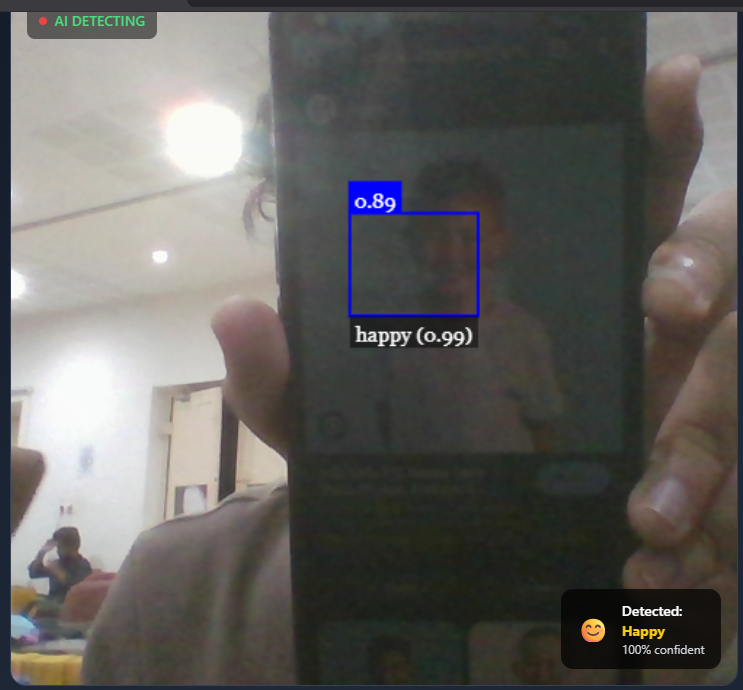 AI DETECTING
0.89
happy (0.99)
Detected:
Happy
100% confident